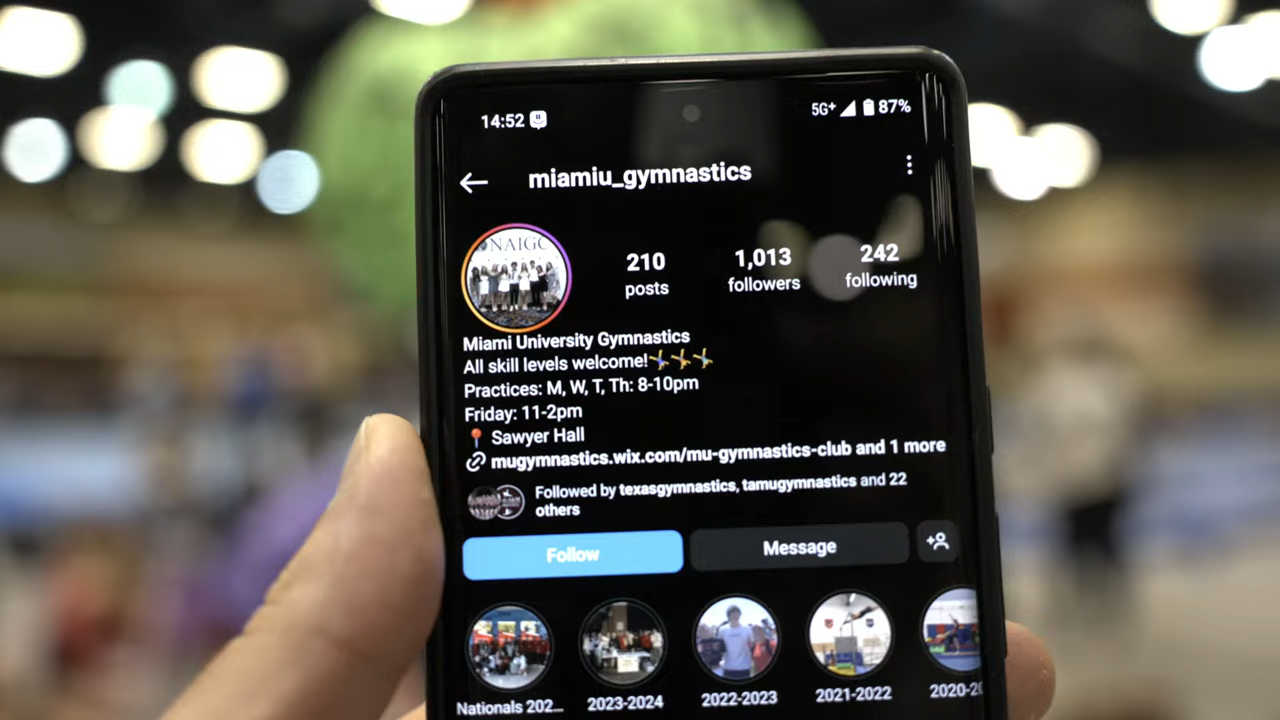 14:52
5G+ 87%
miamiu_gymnastics
NAIGC
210 posts
1,013 followers
242 following
Miami University Gymnastics
All skill levels welcome!🤸🤸🤸
Practices: M, W, T, Th: 8-10pm
Friday: 11-2pm
📍 Sawyer Hall
mugymnastics.wix.com/mu-gymnastics-club and 1 more
Followed by texasgymnastics, tamugymnastics and 22
others
Follow
Message
Nationals 202...
2023-2024
2022-2023
2021-2022
2020-20